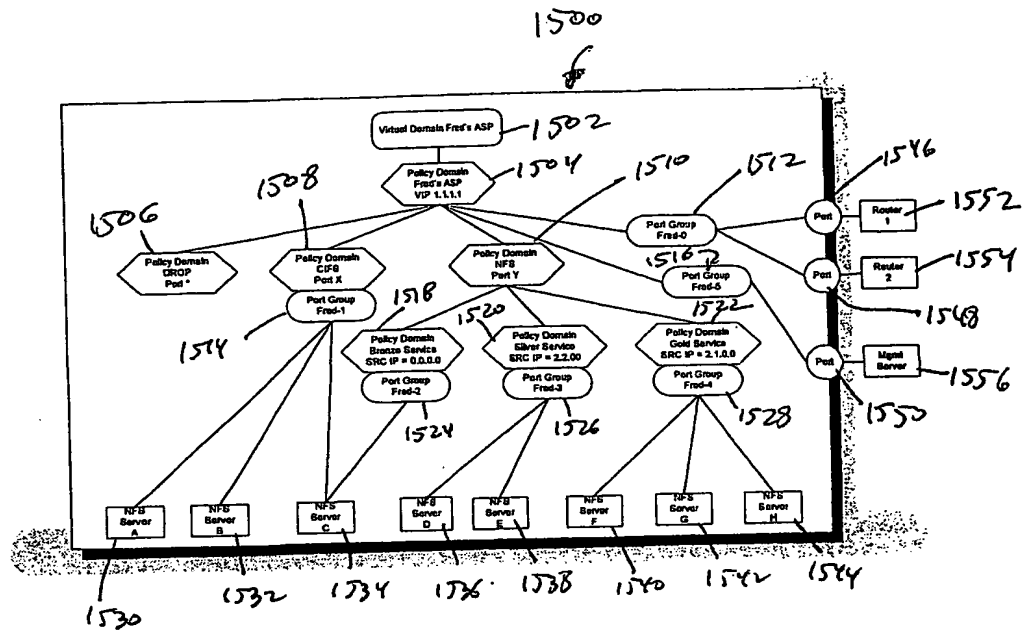 1500
Virtual Domain Fred's ASP
1502
Policy Domain
Fred's ASP
VIP 1.1.1.1
1504
1506
Policy Domain
DROP
Port *
1508
Policy Domain
CIFS
Port X
Port Group
Fred-1
1514
1510
Policy Domain
NFS
Port Y
1512
Port Group
Fred-0
1516
Port Group
Fred-5
1546
Port
Router
1
1552
Port
Router
2
1554
1548
Port
Mgmt
Server
1556
1550
1518
Policy Domain
Bronze Service
SRC IP = 0.0.0.0
Port Group
Fred-2
1524
1520
Policy Domain
Silver Service
SRC IP = 2.2.00
Port Group
Fred-3
1526
1522
Policy Domain
Gold Service
SRC IP = 2.1.0.0
Port Group
Fred-4
1528
NFS
Server
A
1530
NFS
Server
B
1532
NFS
Server
C
1534
NFS
Server
D
1536
NFS
Server
E
1538
NFS
Server
F
1540
NFS
Server
G
1542
NFS
Server
H
1544